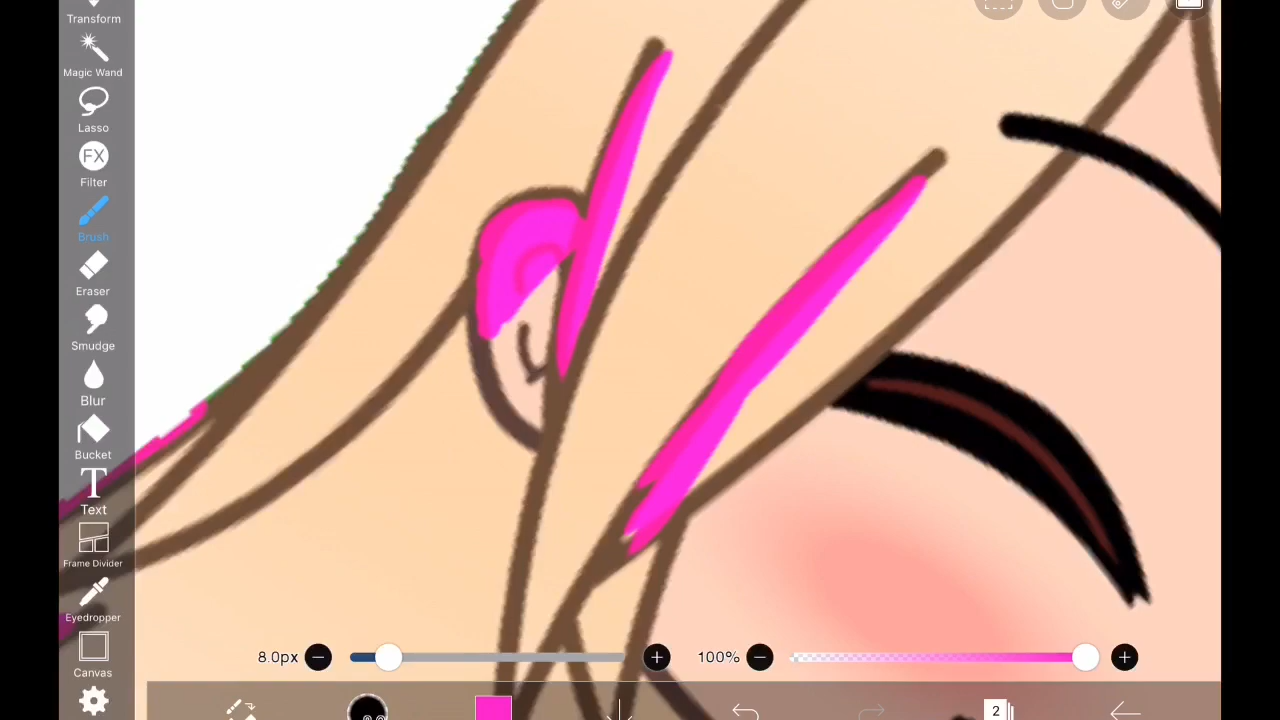 Transform
Magic Wand
Lasso
FX
Filter
Brush
Eraser
Smudge
Blur
Bucket
T
Text
Frame Divider
Eyedropper
Canvas
8.0px
100%
2